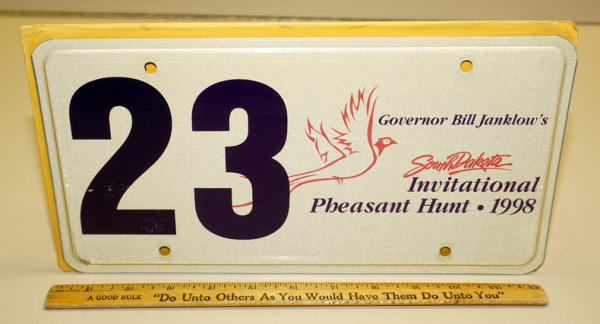 23
Governor Bill Janklow's
South Dakota
Invitational
Pheasant Hunt • 1998
A GOOD RULE "Do Unto Others As You Would Have Them Do Unto You"